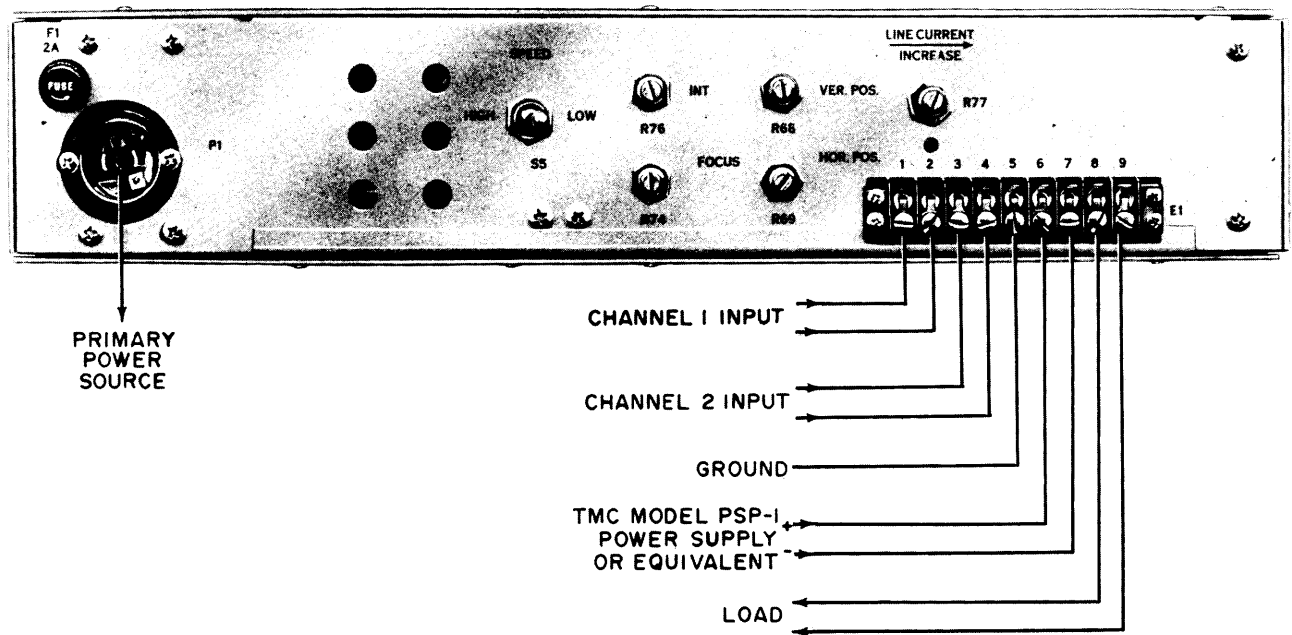 F1
2A
FUSE
P1
SPEED
HIGH
LOW
S5
INT
R76
FOCUS
R74
VER. POS.
R66
HOR. POS.
R69
LINE CURRENT
INCREASE
R77
1 2 3 4 5 6 7 8 9
E1
PRIMARY
POWER
SOURCE
CHANNEL 1 INPUT
CHANNEL 2 INPUT
GROUND
TMC MODEL PSP-1 +
POWER SUPPLY
OR EQUIVALENT -
LOAD